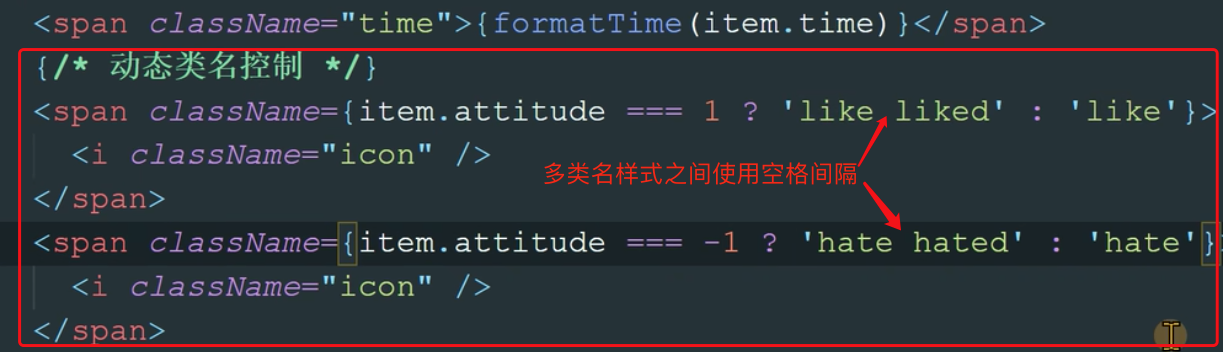 <span className="time">{formatTime(item.time)}</span>
{/* 动态类名控制 */}
<span className={item.attitude === 1 ? 'like liked' : 'like'}>
<i className="icon" />
多类名样式之间使用空格间隔
</span>
<span className={item.attitude === -1 ? 'hate hated' : 'hate'}>
<i className="icon" />
</span>